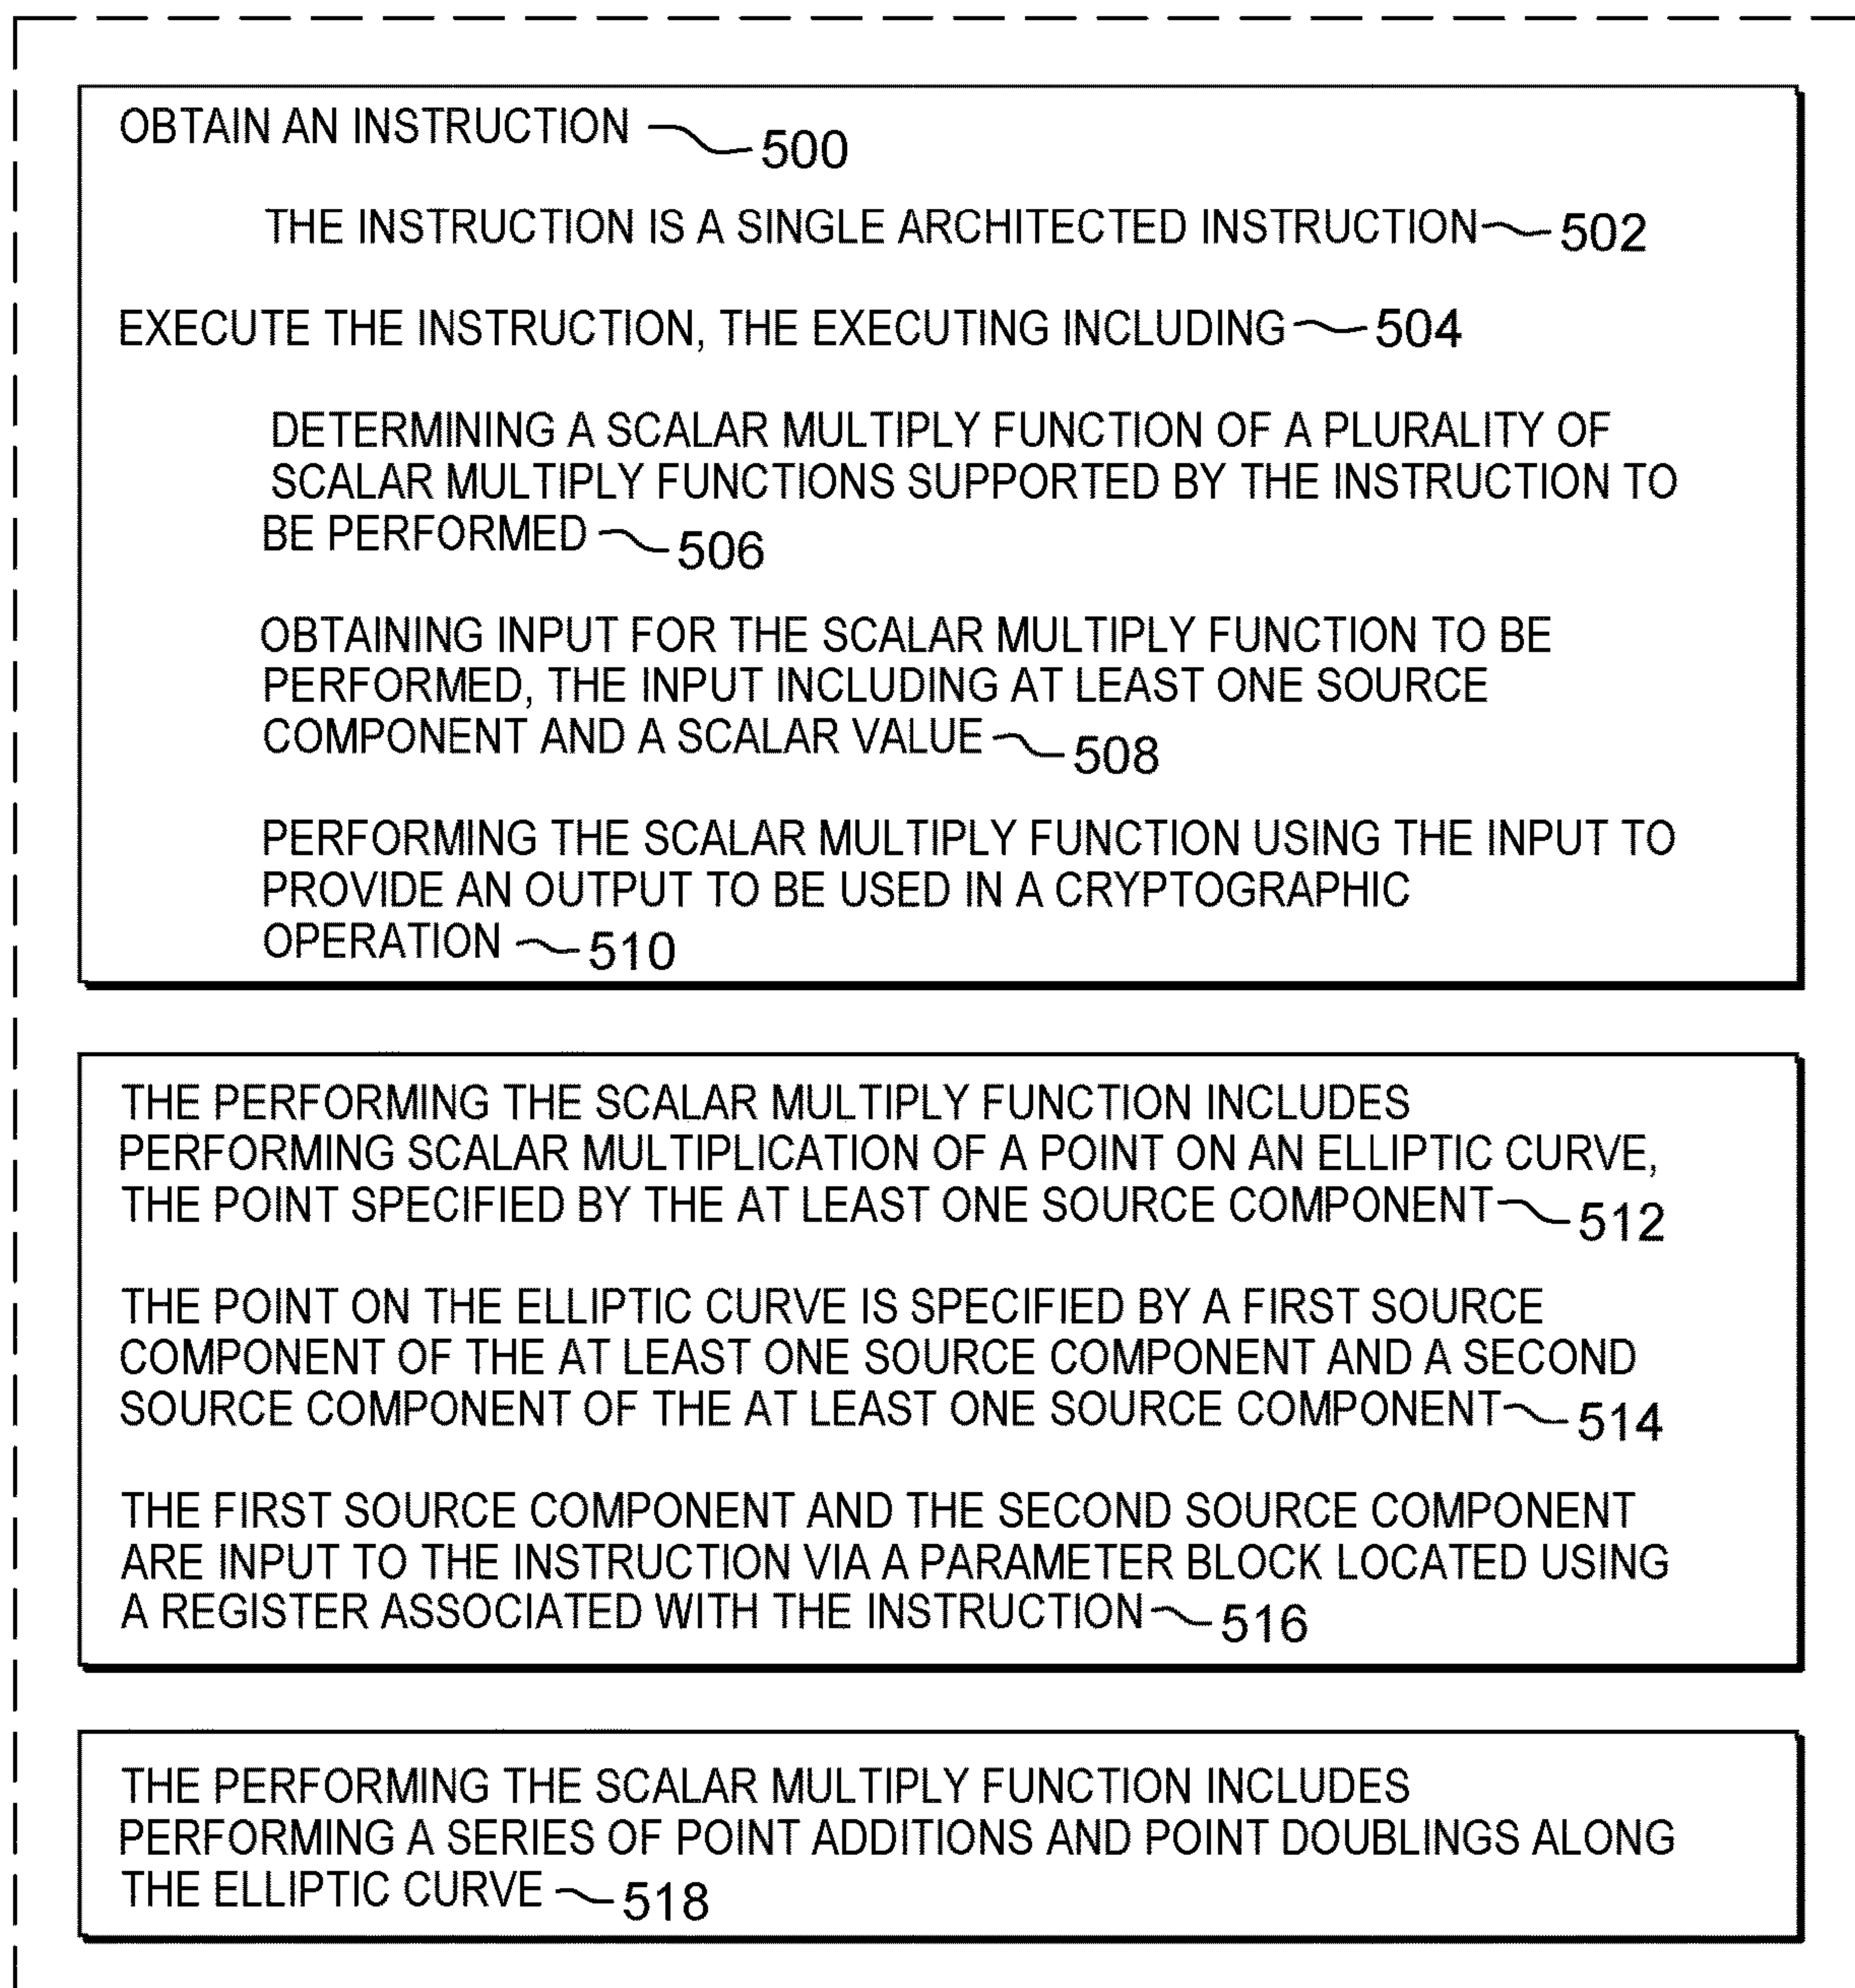 OBTAIN AN INSTRUCTION 500
THE INSTRUCTION IS A SINGLE ARCHITECTED INSTRUCTION 502
EXECUTE THE INSTRUCTION, THE EXECUTING INCLUDING 504
DETERMINING A SCALAR MULTIPLY FUNCTION OF A PLURALITY OF
SCALAR MULTIPLY FUNCTIONS SUPPORTED BY THE INSTRUCTION TO
BE PERFORMED 506
OBTAINING INPUT FOR THE SCALAR MULTIPLY FUNCTION TO BE
PERFORMED, THE INPUT INCLUDING AT LEAST ONE SOURCE
COMPONENT AND A SCALAR VALUE 508
PERFORMING THE SCALAR MULTIPLY FUNCTION USING THE INPUT TO
PROVIDE AN OUTPUT TO BE USED IN A CRYPTOGRAPHIC
OPERATION 510
THE PERFORMING THE SCALAR MULTIPLY FUNCTION INCLUDES
PERFORMING SCALAR MULTIPLICATION OF A POINT ON AN ELLIPTIC CURVE,
THE POINT SPECIFIED BY THE AT LEAST ONE SOURCE COMPONENT 512
THE POINT ON THE ELLIPTIC CURVE IS SPECIFIED BY A FIRST SOURCE
COMPONENT OF THE AT LEAST ONE SOURCE COMPONENT AND A SECOND
SOURCE COMPONENT OF THE AT LEAST ONE SOURCE COMPONENT 514
THE FIRST SOURCE COMPONENT AND THE SECOND SOURCE COMPONENT
ARE INPUT TO THE INSTRUCTION VIA A PARAMETER BLOCK LOCATED USING
A REGISTER ASSOCIATED WITH THE INSTRUCTION 516
THE PERFORMING THE SCALAR MULTIPLY FUNCTION INCLUDES
PERFORMING A SERIES OF POINT ADDITIONS AND POINT DOUBLINGS ALONG
THE ELLIPTIC CURVE 518